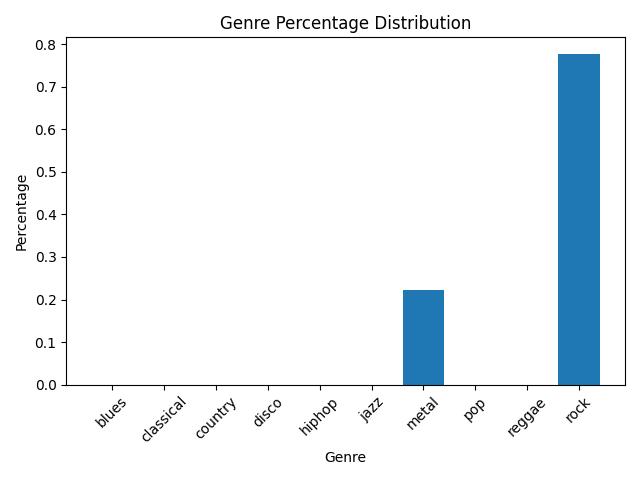 Genre Percentage Distribution
Percentage
0.8
0.7
0.6
0.5
0.4
0.3
0.2
0.1
0.0
blues
classical
country
disco
hiphop
jazz
metal
pop
reggae
rock
Genre